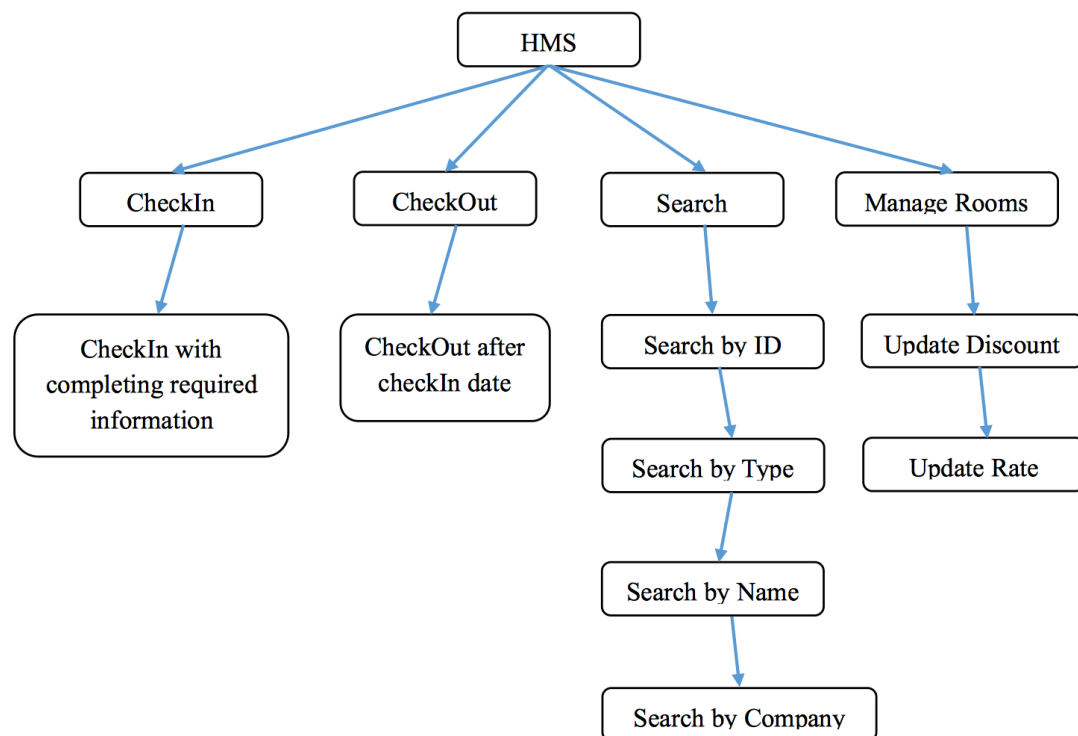 HMS
CheckIn
CheckOut
Search
Manage Rooms
CheckIn with
completing required
information
CheckOut after
checkIn date
Search by ID
Update Discount
Search by Type
Update Rate
Search by Name
Search by Company